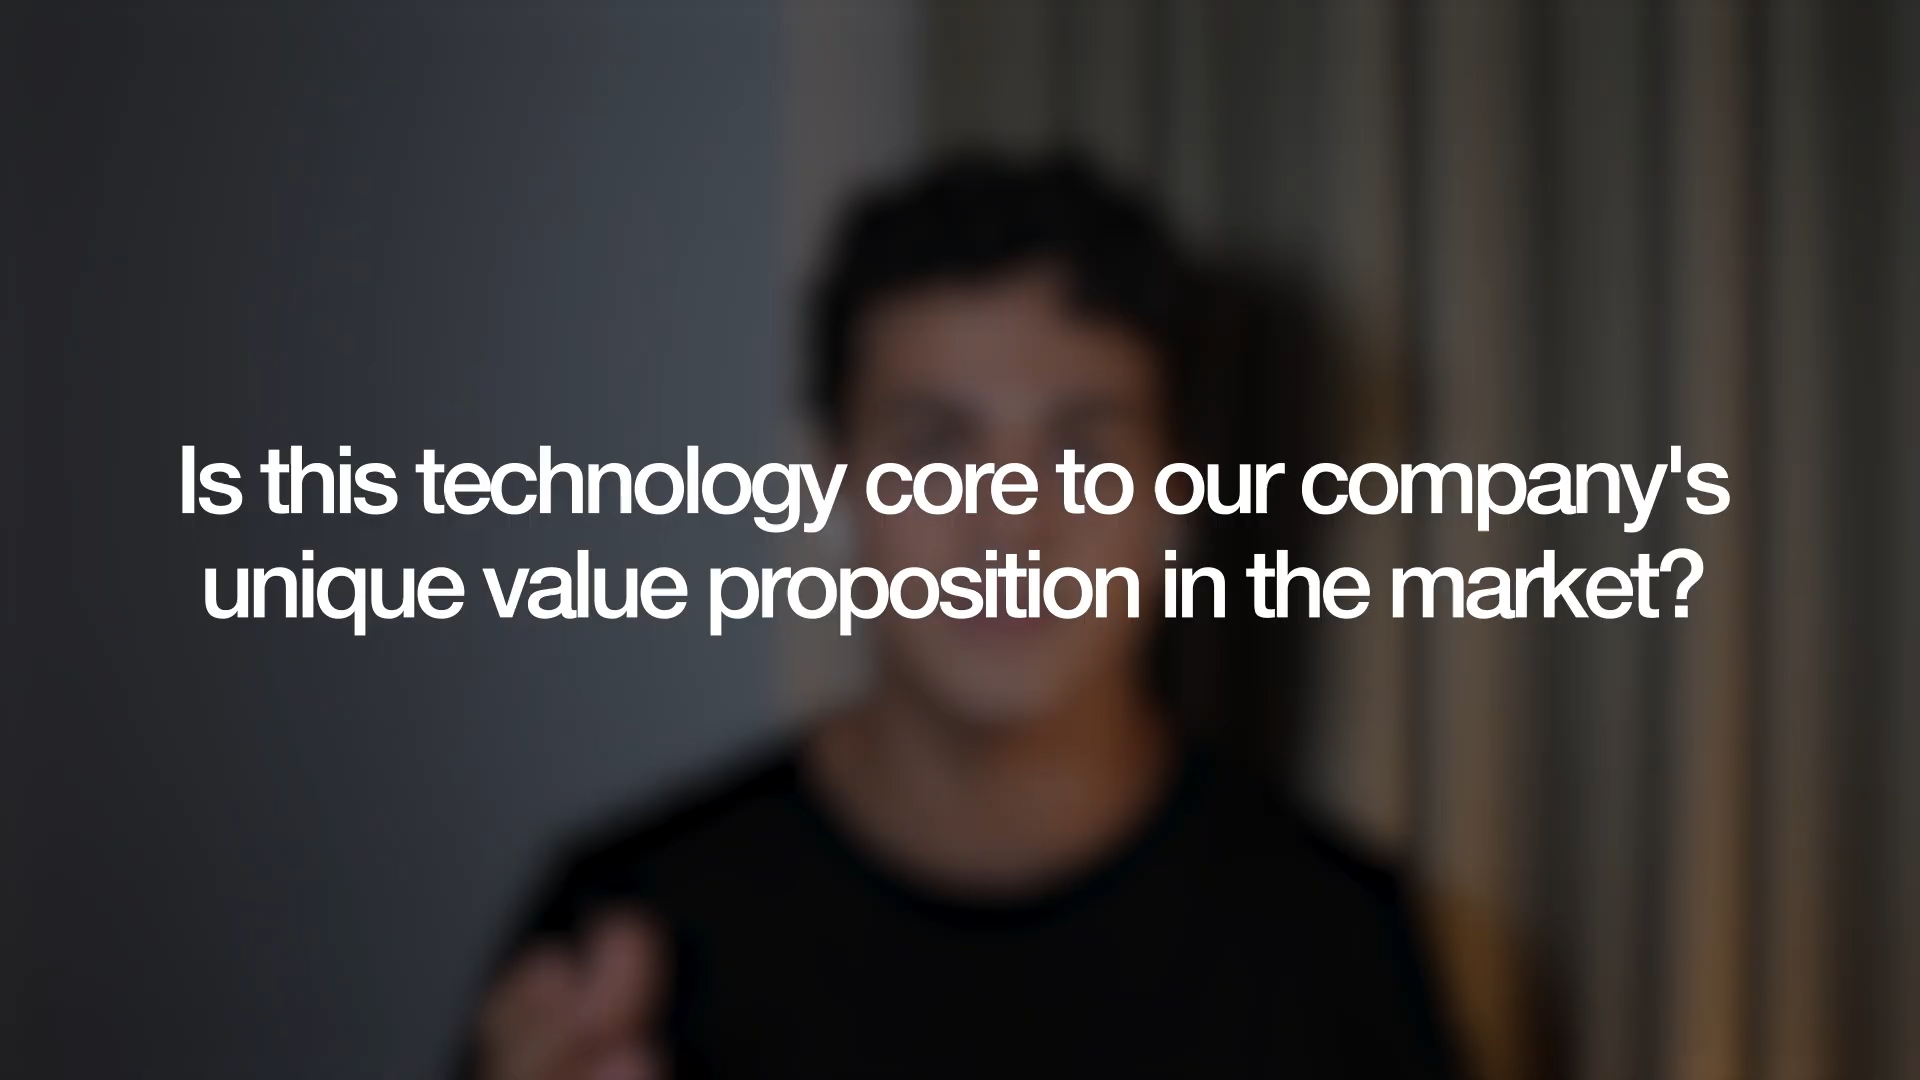 Is this technology core to our company's
unique value proposition in the market?